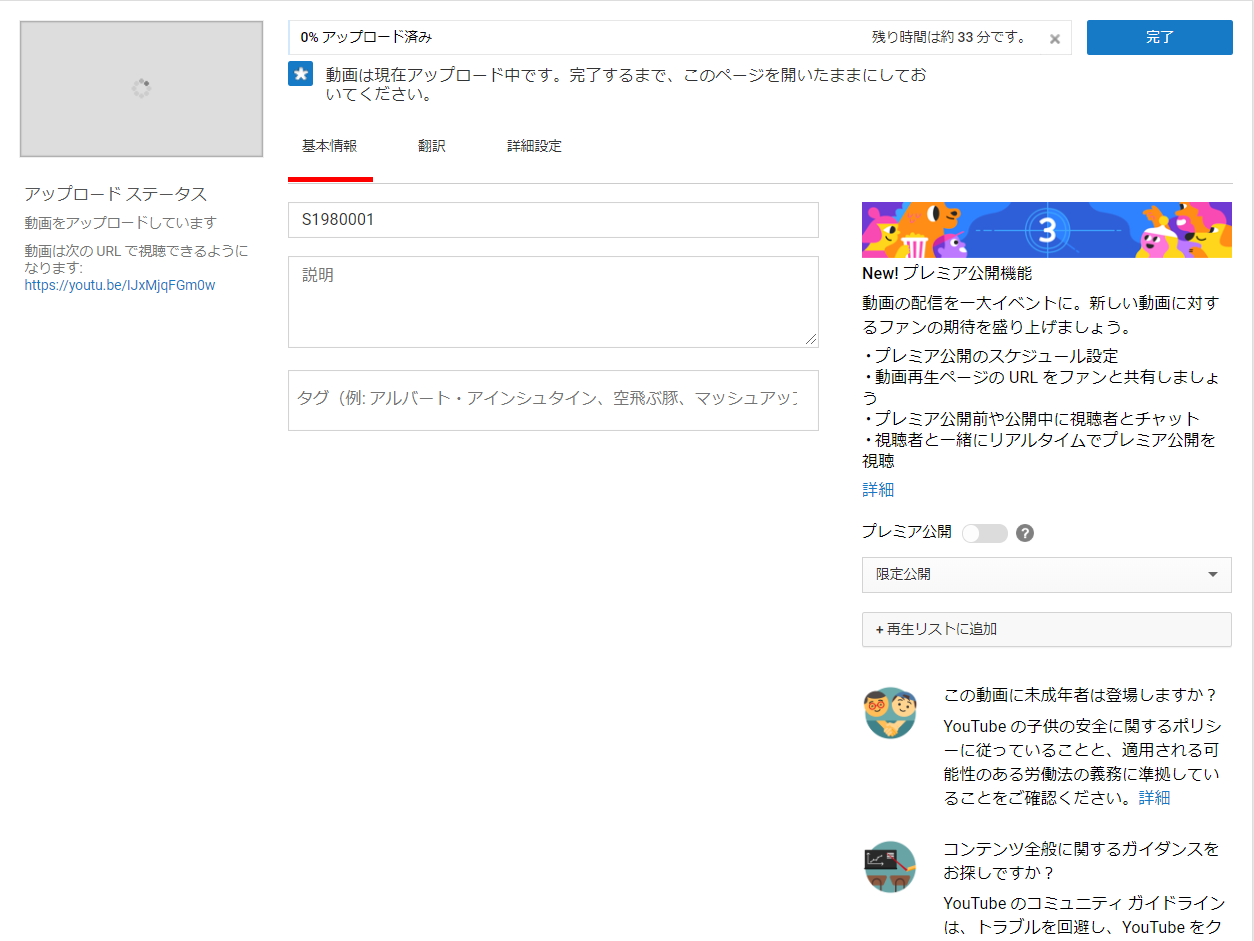 0% アップロード済み 残り時間は約 33 分です。 ×
完了
動画は現在アップロード中です。完了するまで、このページを開いたままにしてお
いてください。
基本情報 翻訳 詳細設定
アップロード ステータス
動画をアップロードしています
動画は次の URL で視聴できるように
なります:
https://youtu.be/lJxMjqFGm0w
S1980001
説明
タグ（例: アルバート・アインシュタイン、空飛ぶ豚、マッシュアップ
3
New! プレミア公開機能
動画の配信を一大イベントに。新しい動画に対す
るファンの期待を盛り上げましょう。
・プレミア公開のスケジュール設定
・動画再生ページの URL をファンと共有しましょ
う
・プレミア公開前や公開中に視聴者とチャット
・視聴者と一緒にリアルタイムでプレミア公開を
視聴
詳細
プレミア公開 ?
限定公開
+ 再生リストに追加
この動画に未成年者は登場しますか？
YouTube の子供の安全に関するポリシ
ーに従っていることと、適用される可
能性のある労働法の義務に準拠してい
ることをご確認ください。詳細
コンテンツ全般に関するガイダンスを
お探しですか？
YouTube のコミュニティ ガイドライン
は、トラブルを回避し、YouTube をク